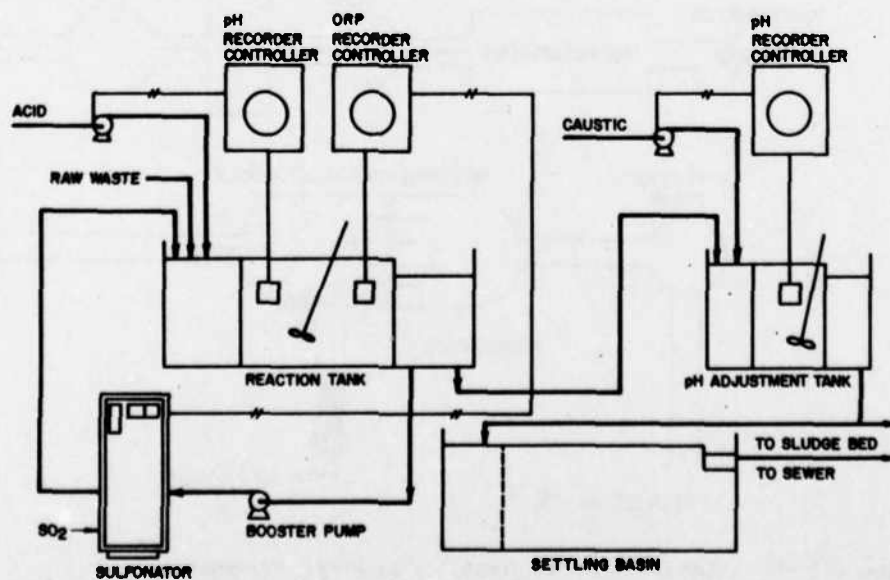 pH
RECORDER
CONTROLLER
ORP
RECORDER
CONTROLLER
pH
RECORDER
CONTROLLER
ACID
CAUSTIC
RAW WASTE
REACTION TANK
pH ADJUSTMENT TANK
TO SLUDGE BED
TO SEWER
BOOSTER PUMP
SO2
SULFONATOR
SETTLING BASIN